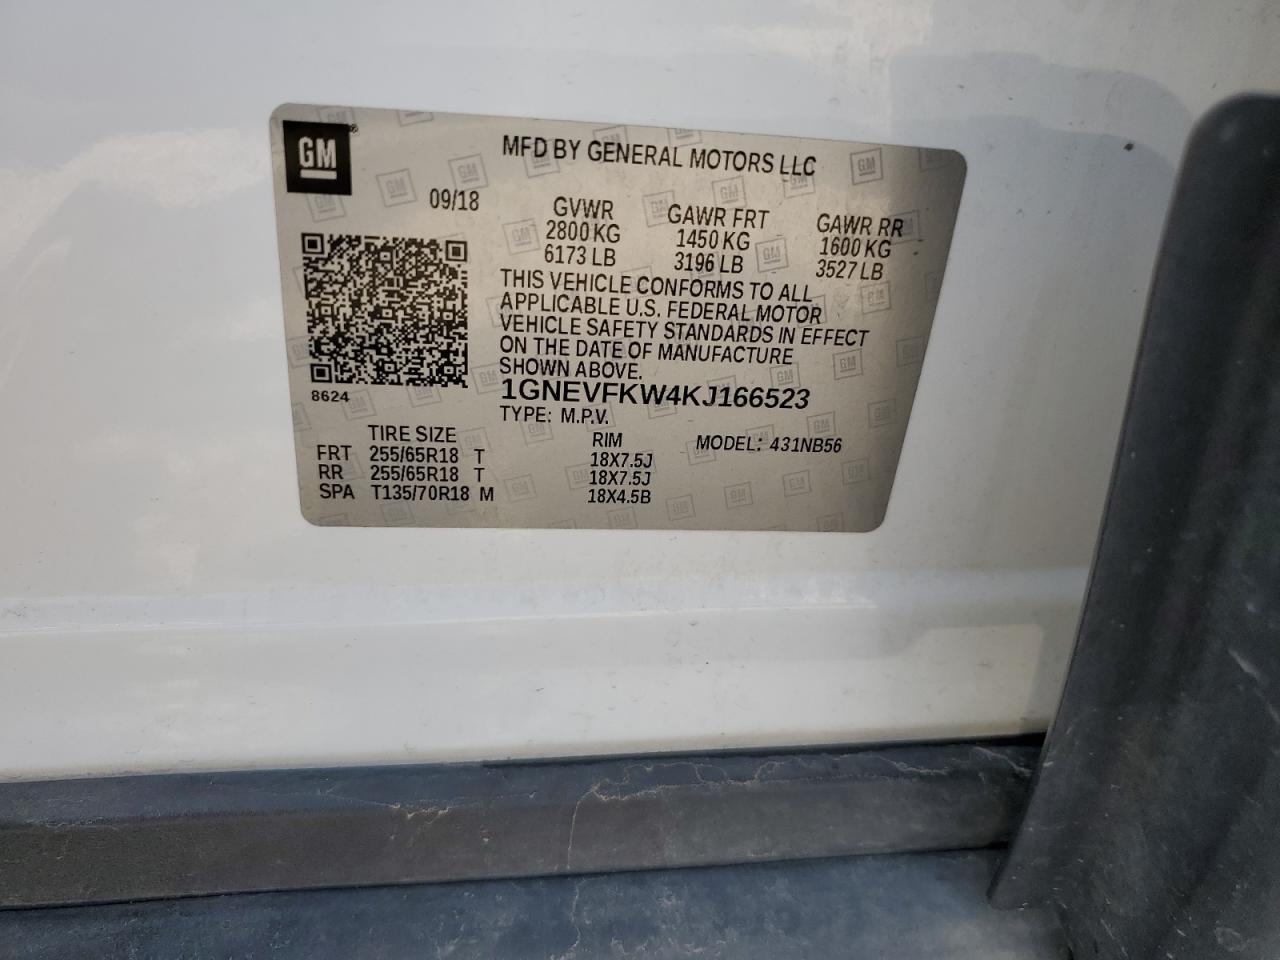 GM®
MFD BY GENERAL MOTORS LLC
09/18
GVWR GAWR FRT GAWR RR
2800 KG 1450 KG 1600 KG
6173 LB 3196 LB 3527 LB
THIS VEHICLE CONFORMS TO ALL
APPLICABLE U.S. FEDERAL MOTOR
VEHICLE SAFETY STANDARDS IN EFFECT
ON THE DATE OF MANUFACTURE
SHOWN ABOVE.
8624
1GNEVFKW4KJ166523
TYPE: M.P.V.
TIRE SIZE RIM MODEL: 431NB56
FRT 255/65R18 T 18X7.5J
RR 255/65R18 T 18X7.5J
SPA T135/70R18 M 18X4.5B